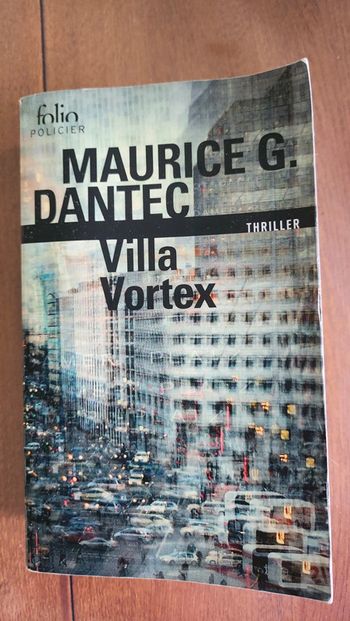 folio
POLICIER
MAURICE G.
DANTEC
THRILLER
Villa
Vortex